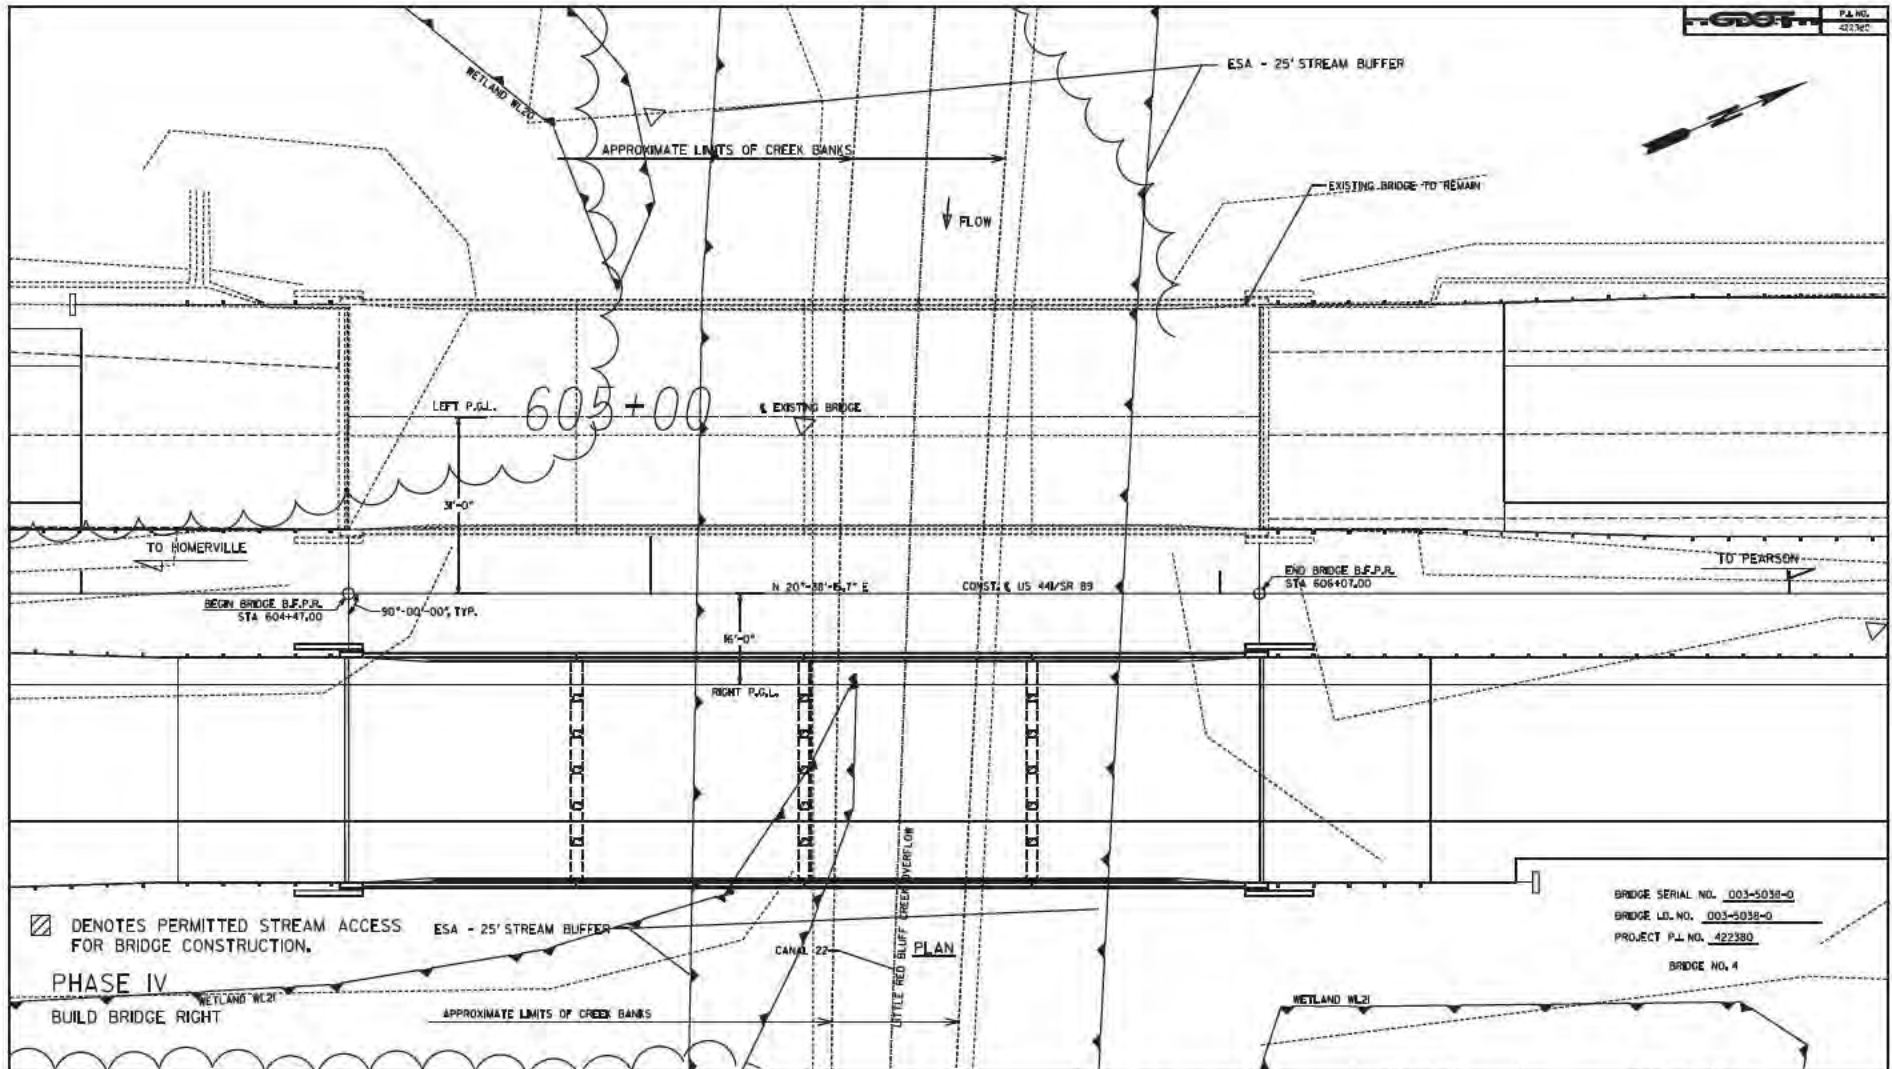 GDOT
P.I. NO.
422380
ESA - 25' STREAM BUFFER
WETLAND WL20
APPROXIMATE LIMITS OF CREEK BANKS
EXISTING BRIDGE TO REMAIN
FLOW
N
LEFT P.G.L.
605+00
℄ EXISTING BRIDGE
31'-0"
TO HOMERVILLE
TO PEARSON
BEGIN BRIDGE B.F.P.R.
STA 604+47.00
90°-00'-00", TYP.
CONST. ℄ US 441/SR 89
END BRIDGE B.F.P.R.
STA 606+07.00
16'-0"
RIGHT P.G.L.
DENOTES PERMITTED STREAM ACCESS
FOR BRIDGE CONSTRUCTION.
ESA - 25' STREAM BUFFER
CANAL 22
LITTLE RED BLUFF CREEK OVERFLOW
PLAN
BRIDGE SERIAL NO. 003-5038-0
BRIDGE I.D. NO. 003-5038-0
PROJECT P.I. NO. 422380
BRIDGE NO. 4
PHASE IV
BUILD BRIDGE RIGHT
WETLAND WL21
APPROXIMATE LIMITS OF CREEK BANKS
WETLAND WL21